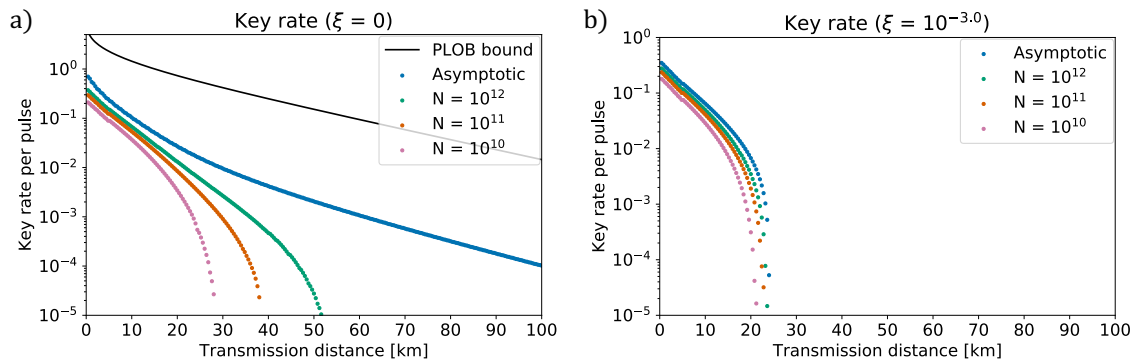 a)
Key rate (ξ = 0)
PLOB bound
Asymptotic
N = 10¹²
N = 10¹¹
N = 10¹⁰
Key rate per pulse
10⁰
10⁻¹
10⁻²
10⁻³
10⁻⁴
10⁻⁵
0 10 20 30 40 50 60 70 80 90 100
Transmission distance [km]
b)
Key rate (ξ = 10⁻³·⁰)
Asymptotic
N = 10¹²
N = 10¹¹
N = 10¹⁰
Key rate per pulse
10⁰
10⁻¹
10⁻²
10⁻³
10⁻⁴
10⁻⁵
0 10 20 30 40 50 60 70 80 90 100
Transmission distance [km]